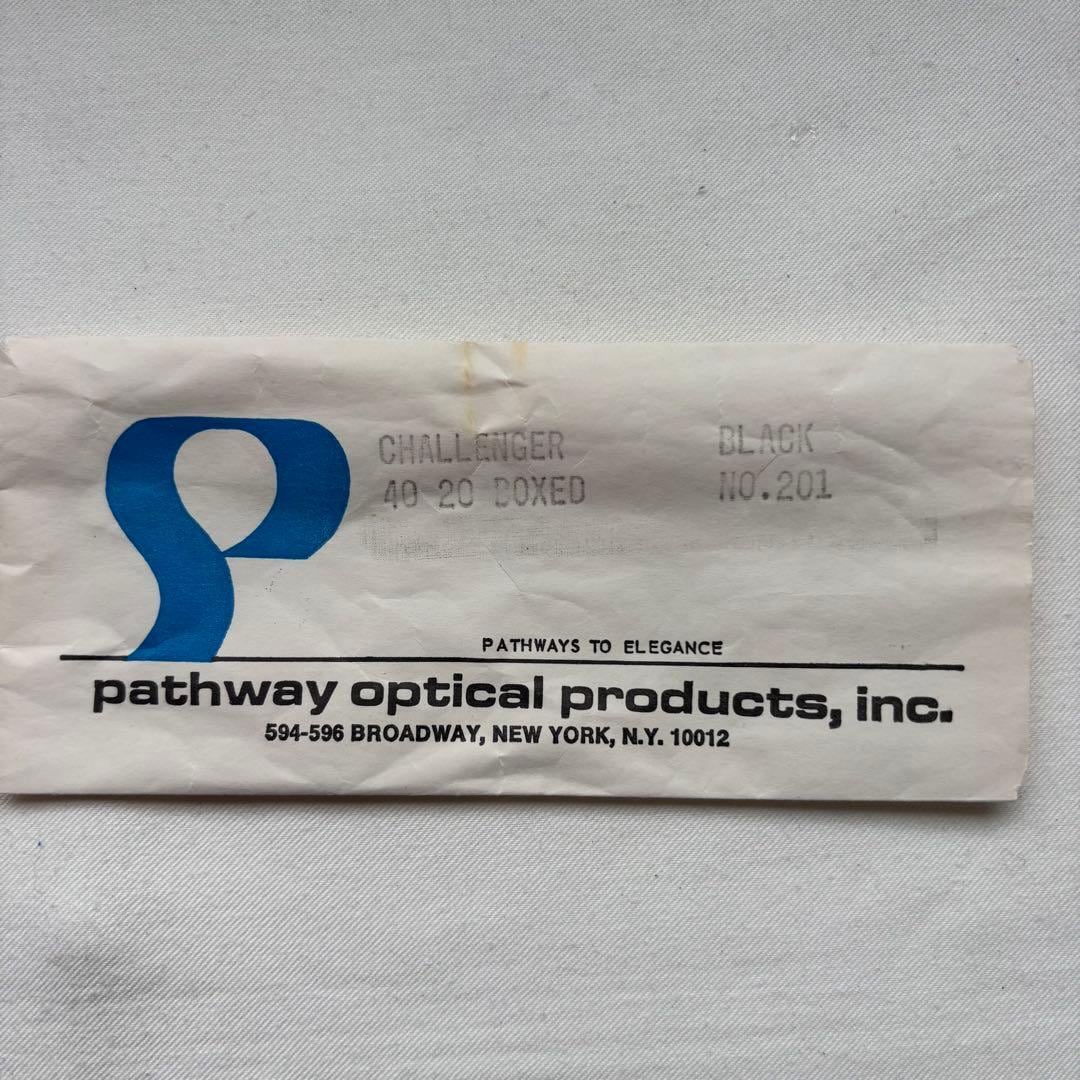 CHALLENGER BLACK
40 20 BOXED NO.201
PATHWAYS TO ELEGANCE
pathway optical products, inc.
594-596 BROADWAY, NEW YORK, N.Y. 10012